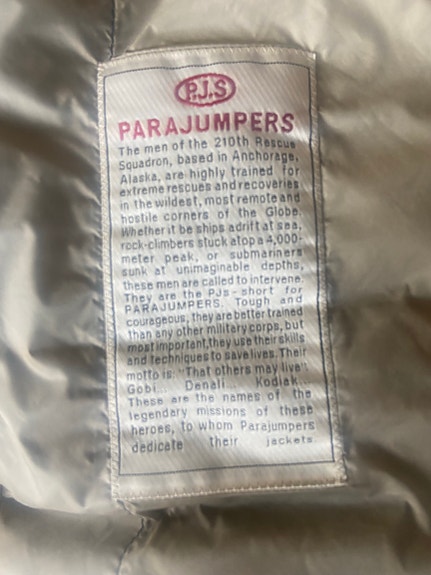 P.J.S
PARAJUMPERS
The men of the 210th Rescue
Squadron, based in Anchorage,
Alaska, are highly trained for
extreme rescues and recoveries
in the wildest, most remote and
hostile corners of the Globe.
Whether it be ships adrift at sea,
rock-climbers stuck atop a 4,000-
meter peak, or submariners
sunk at unimaginable depths,
these men are called to intervene.
They are the PJs - short for
PARAJUMPERS. Tough and
courageous, they are better trained
than any other military corps, but
most important, they use their skills
and techniques to save lives. Their
motto is: "That others may live".
Gobi... Denali... Kodiak...
These are the names of the
legendary missions of these
heroes, to whom Parajumpers
dedicate their jackets